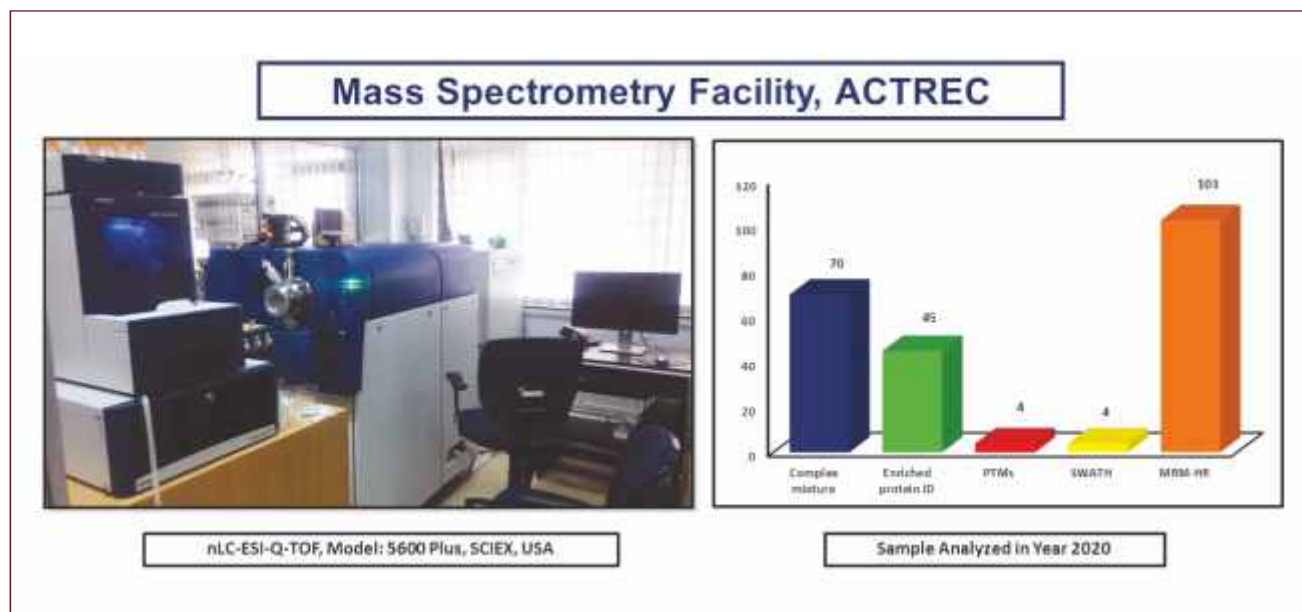 Mass Spectrometry Facility, ACTREC
120
100
80
60
40
20
0
70
45
4
4
103
Complex mixture
Enriched protein ID
PTMs
SWATH
MRM-HR
nLC-ESI-Q-TOF, Model: 5600 Plus, SCIEX, USA
Sample Analyzed in Year 2020